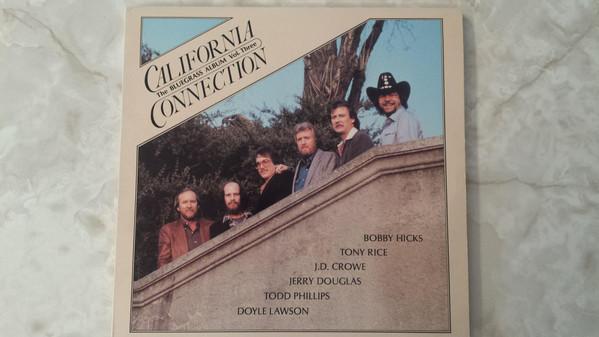 CALIFORNIA
The BLUEGRASS ALBUM Vol. Three
CONNECTION
BOBBY HICKS
TONY RICE
J.D. CROWE
JERRY DOUGLAS
TODD PHILLIPS
DOYLE LAWSON